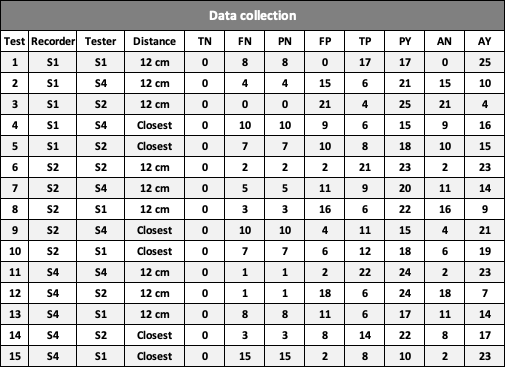 Data collection
Test Recorder Tester Distance TN FN PN FP TP PY AN AY
1 S1 S1 12 cm 0 8 8 0 17 17 0 25
2 S1 S4 12 cm 0 4 4 15 6 21 15 10
3 S1 S2 12 cm 0 0 0 21 4 25 21 4
4 S1 S4 Closest 0 10 10 9 6 15 9 16
5 S1 S2 Closest 0 7 7 10 8 18 10 15
6 S2 S2 12 cm 0 2 2 2 21 23 2 23
7 S2 S4 12 cm 0 5 5 11 9 20 11 14
8 S2 S1 12 cm 0 3 3 16 6 22 16 9
9 S2 S4 Closest 0 10 10 4 11 15 4 21
10 S2 S1 Closest 0 7 7 6 12 18 6 19
11 S4 S4 12 cm 0 1 1 2 22 24 2 23
12 S4 S2 12 cm 0 1 1 18 6 24 18 7
13 S4 S1 12 cm 0 8 8 11 6 17 11 14
14 S4 S2 Closest 0 3 3 8 14 22 8 17
15 S4 S1 Closest 0 15 15 2 8 10 2 23